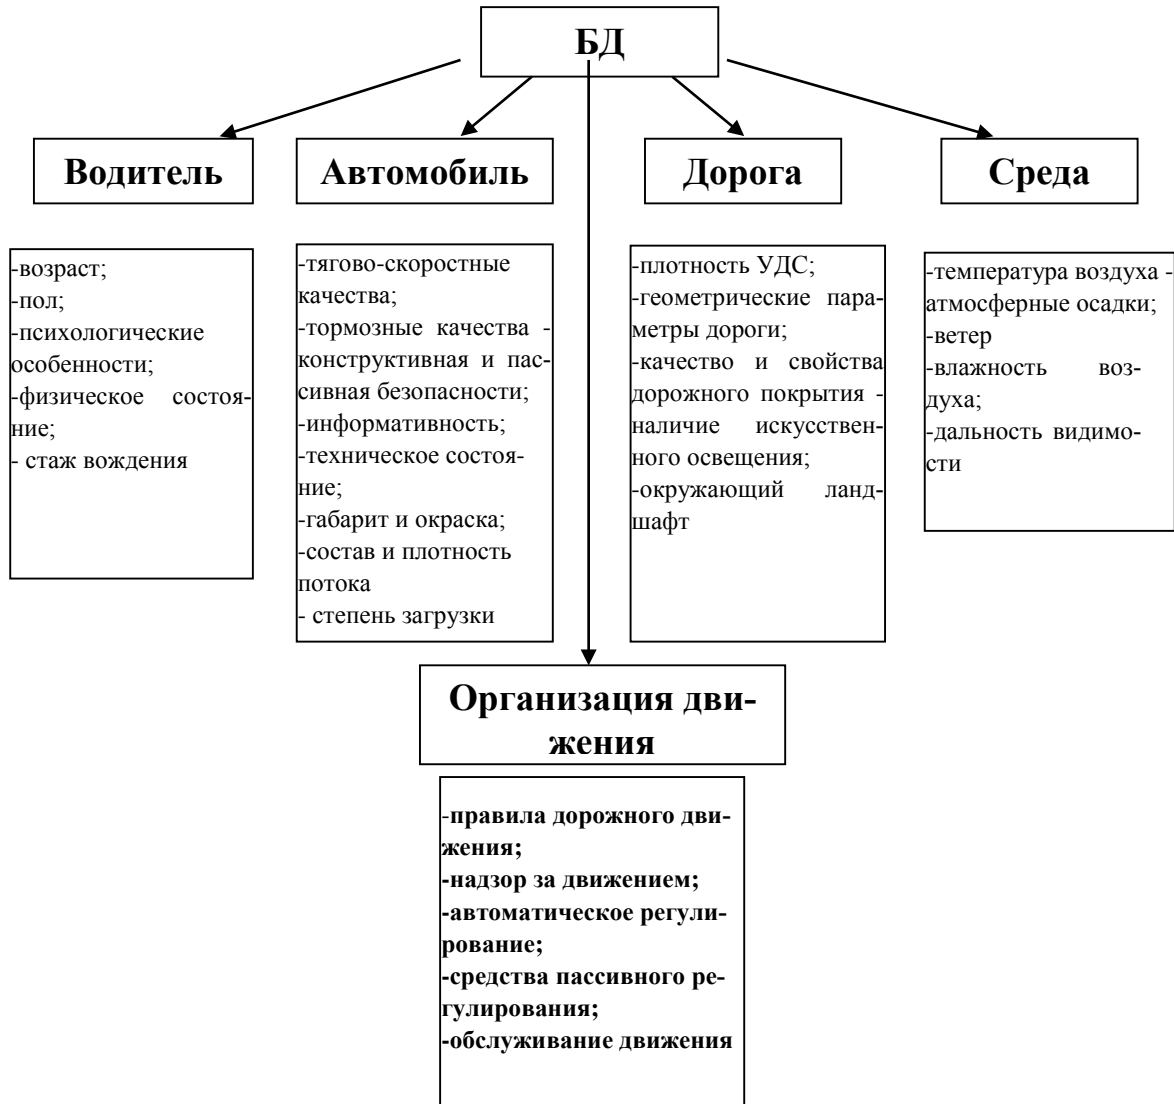 БД
Водитель
Автомобиль
Дорога
Среда
-возраст;
-пол;
-психологические
особенности;
-физическое состоя-
ние;
- стаж вождения
-тягово-скоростные
качества;
-тормозные качества -
конструктивная и пас-
сивная безопасности;
-информативность;
-техническое состоя-
ние;
-габарит и окраска;
-состав и плотность
потока
- степень загрузки
-плотность УДС;
-геометрические пара-
метры дороги;
-качество и свойства
дорожного покрытия -
наличие искусствен-
ного освещения;
-окружающий ланд-
шафт
-температура воздуха -
атмосферные осадки;
-ветер
-влажность воз-
духа;
-дальность видимо-
сти
Организация дви-
жения
-правила дорожного дви-
жения;
-надзор за движением;
-автоматическое регули-
рование;
-средства пассивного ре-
гулирования;
-обслуживание движения